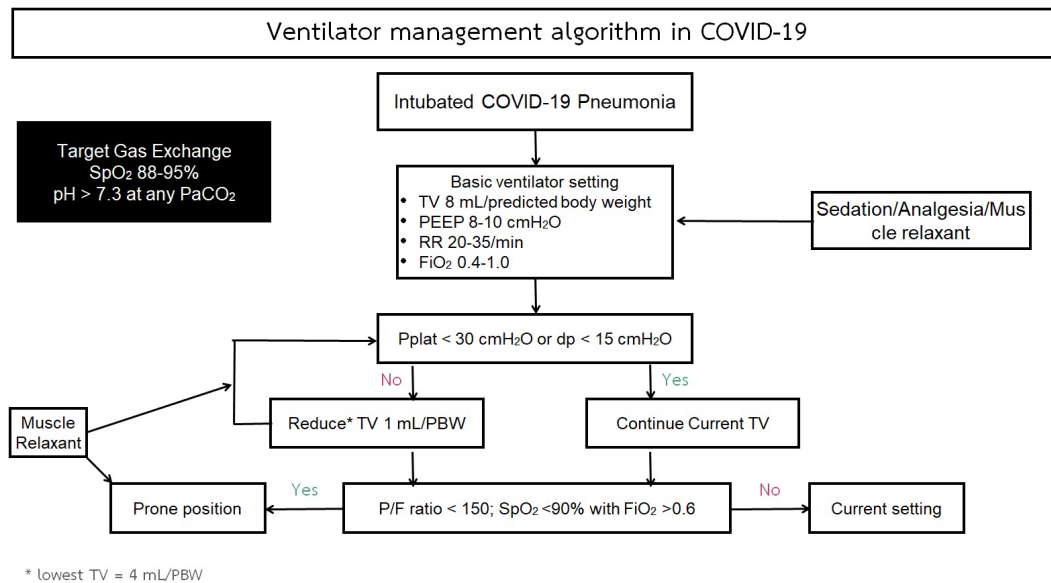 Ventilator management algorithm in COVID-19
Intubated COVID-19 Pneumonia
Target Gas Exchange
SpO₂ 88-95%
pH > 7.3 at any PaCO₂
Basic ventilator setting
• TV 8 mL/predicted body weight
• PEEP 8-10 cmH₂O
• RR 20-35/min
• FiO₂ 0.4-1.0
Sedation/Analgesia/Mus
cle relaxant
Pplat < 30 cmH₂O or dp < 15 cmH₂O
No
Yes
Muscle
Relaxant
Reduce* TV 1 mL/PBW
Continue Current TV
Prone position
Yes
P/F ratio < 150; SpO₂ <90% with FiO₂ >0.6
No
Current setting
* lowest TV = 4 mL/PBW